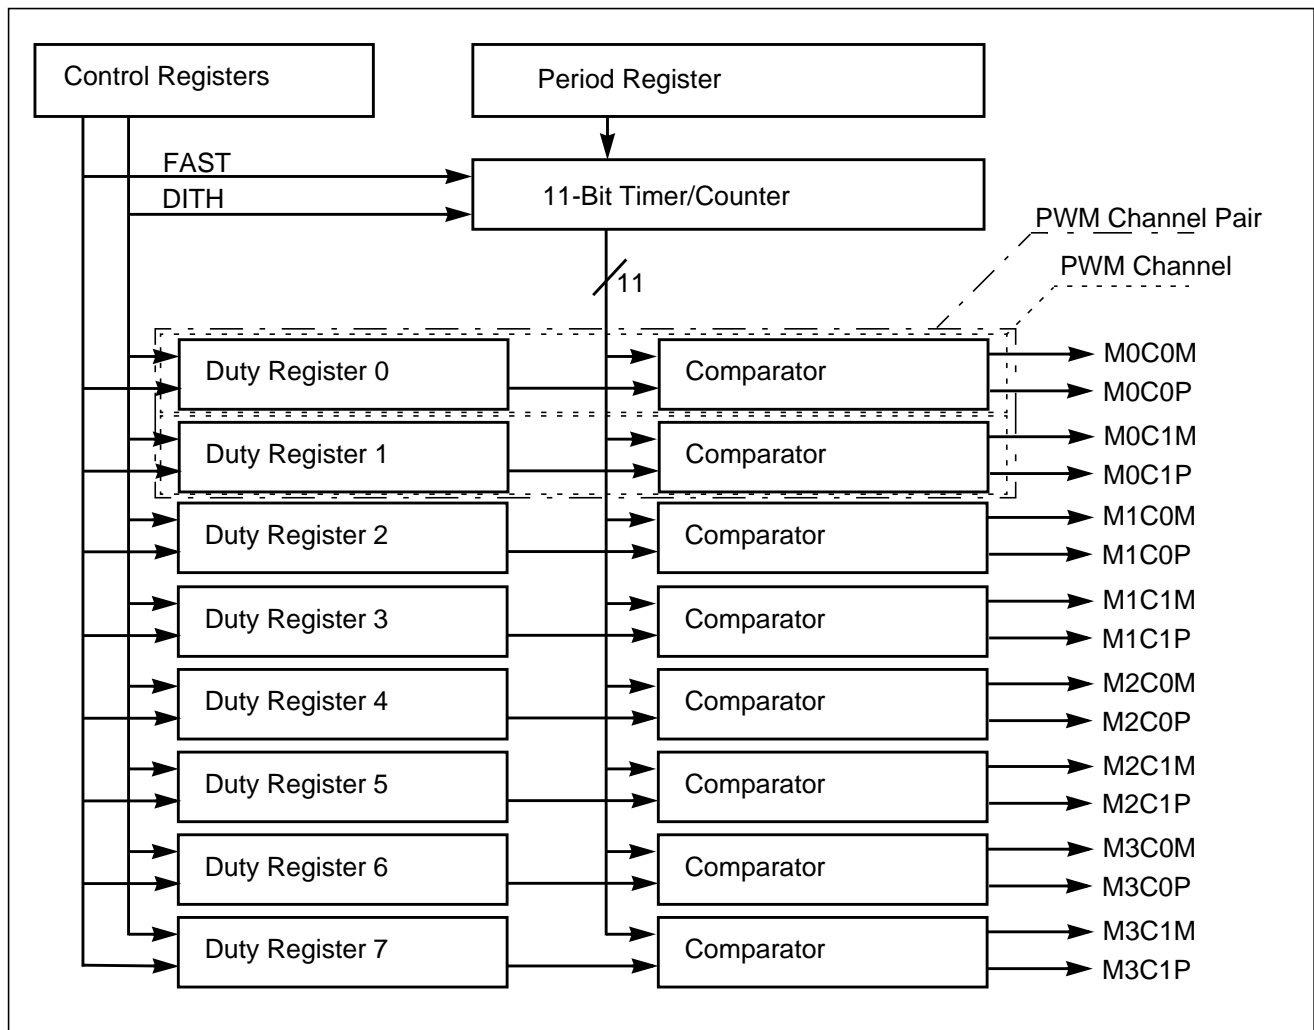 Control Registers
Period Register
FAST
DITH
11-Bit Timer/Counter
PWM Channel Pair
PWM Channel
11
Duty Register 0
Comparator
M0C0M
M0C0P
Duty Register 1
Comparator
M0C1M
M0C1P
Duty Register 2
Comparator
M1C0M
M1C0P
Duty Register 3
Comparator
M1C1M
M1C1P
Duty Register 4
Comparator
M2C0M
M2C0P
Duty Register 5
Comparator
M2C1M
M2C1P
Duty Register 6
Comparator
M3C0M
M3C0P
Duty Register 7
Comparator
M3C1M
M3C1P